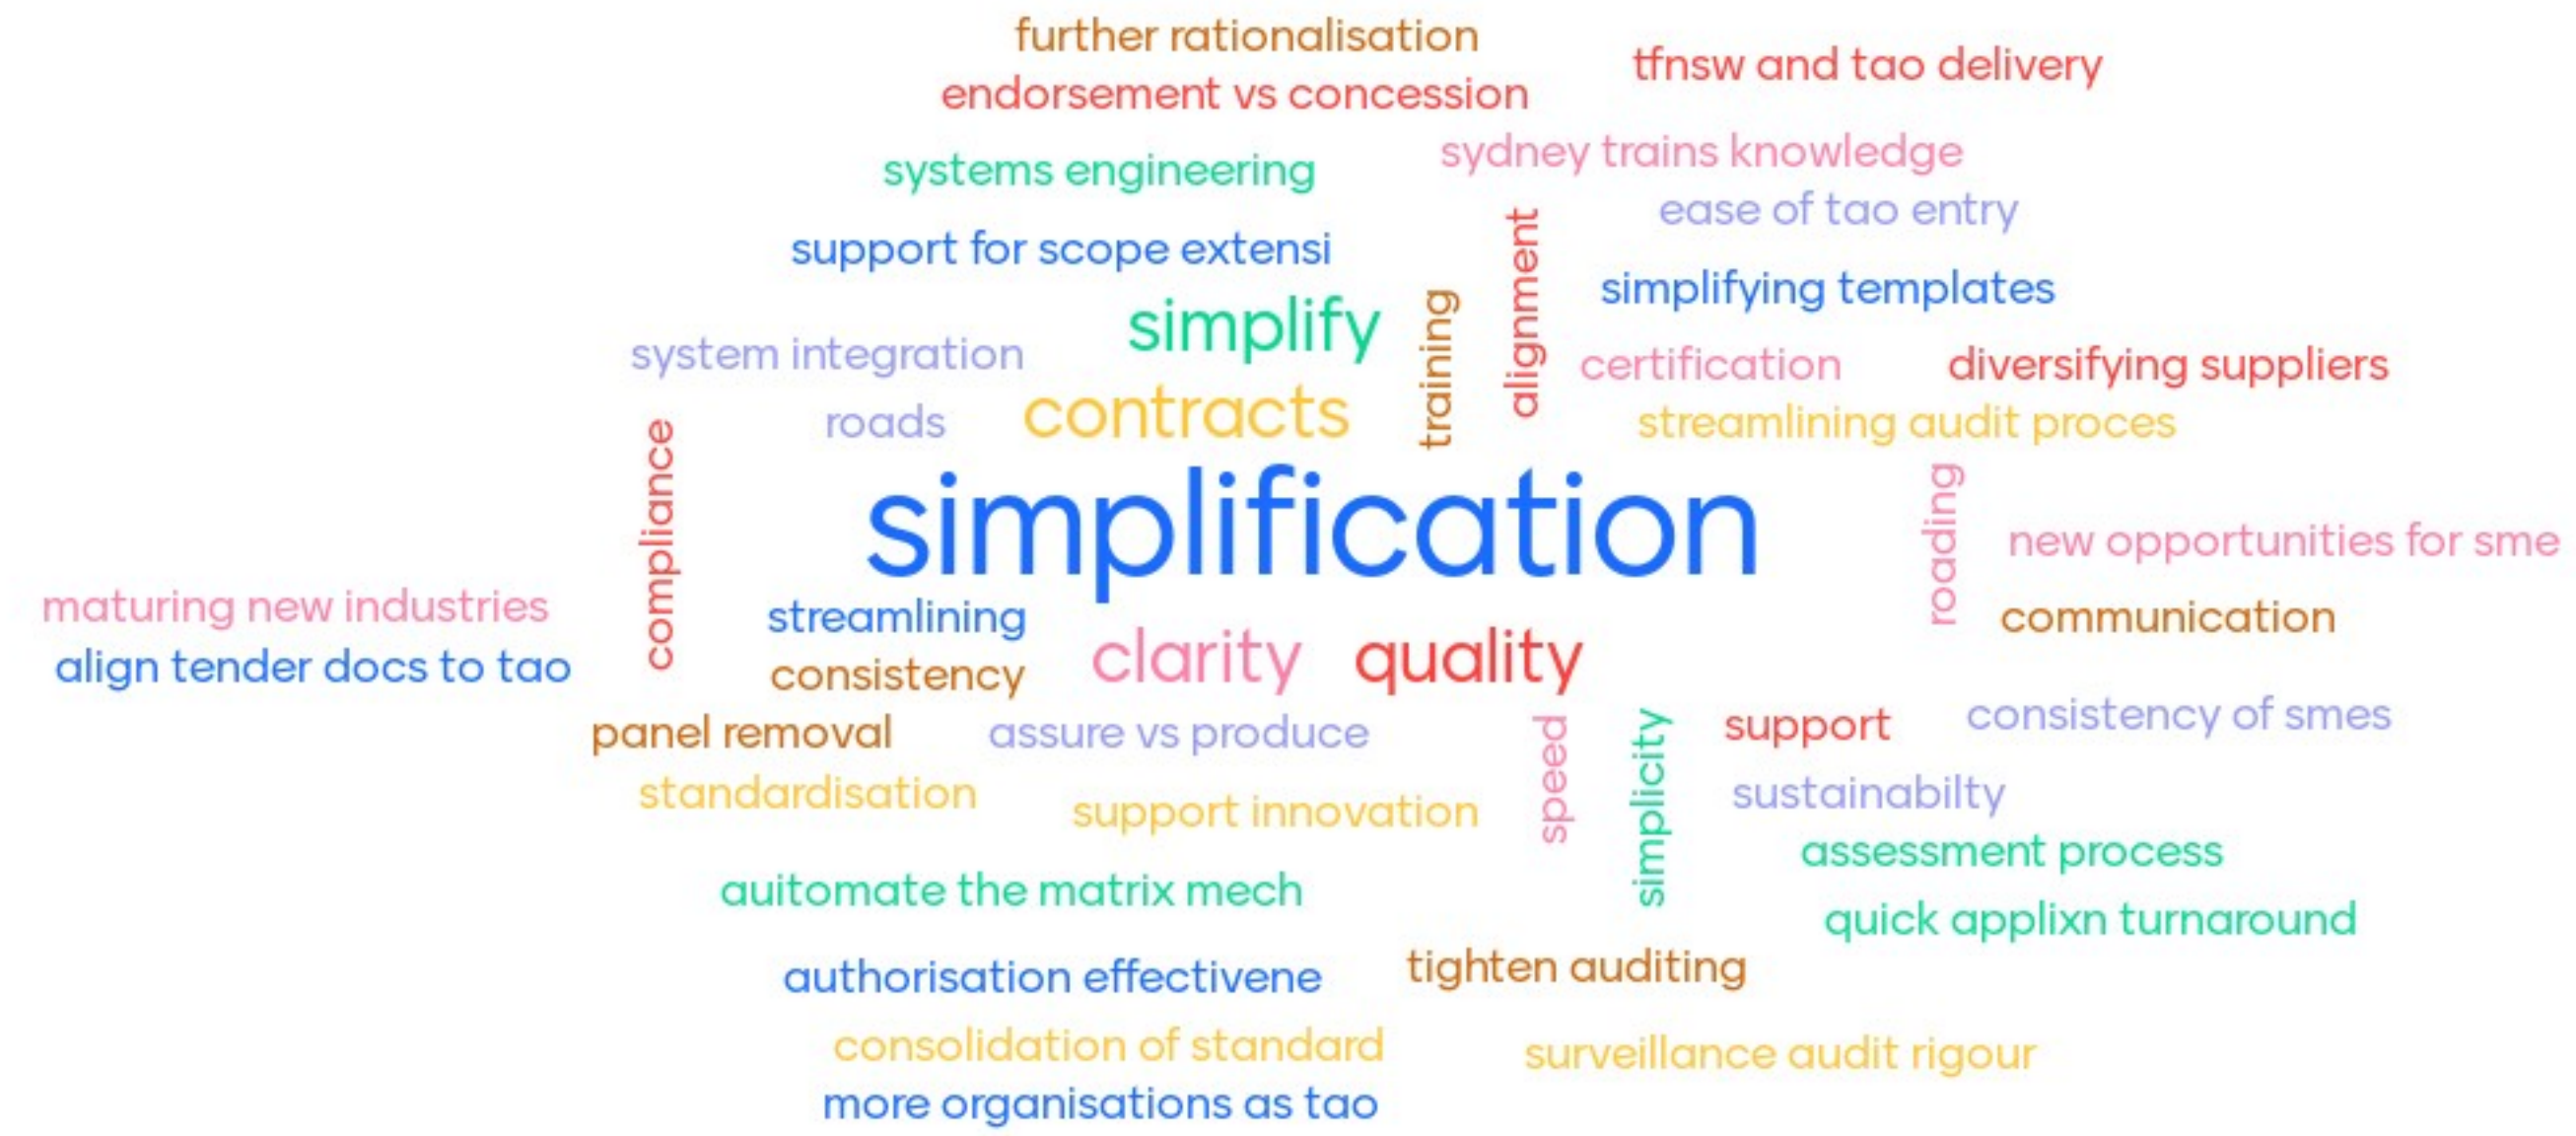 further rationalisation
tfnsw and tao delivery
endorsement vs concession
sydney trains knowledge
systems engineering
ease of tao entry
support for scope extensi
alignment
simplifying templates
simplify
training
system integration
certification
diversifying suppliers
roads
contracts
streamlining audit proces
compliance
simplification
roading
new opportunities for sme
maturing new industries
streamlining
communication
align tender docs to tao
consistency
clarity
quality
panel removal
assure vs produce
speed
simplicity
support
consistency of smes
standardisation
support innovation
sustainabilty
assessment process
auitomate the matrix mech
quick applixn turnaround
authorisation effectivene
tighten auditing
consolidation of standard
surveillance audit rigour
more organisations as tao